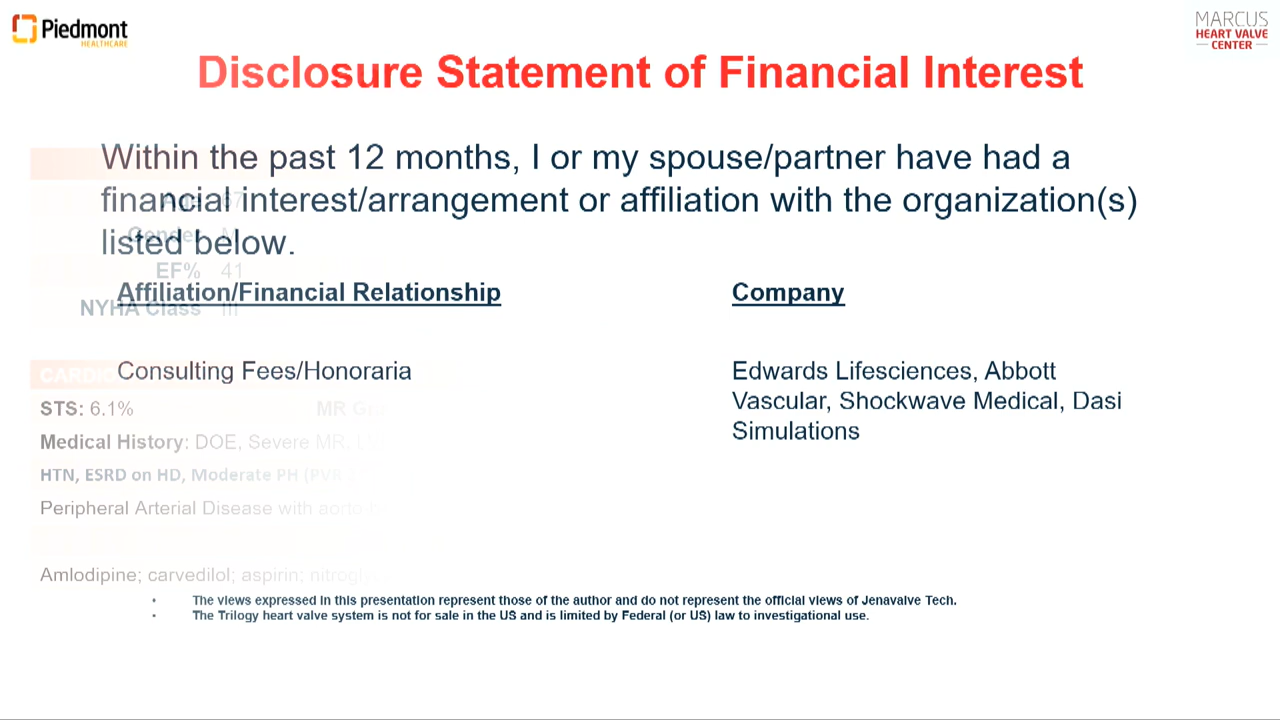 Piedmont
HEALTHCARE
MARCUS
HEART VALVE
CENTER
Disclosure Statement of Financial Interest
Within the past 12 months, I or my spouse/partner have had a
financial interest/arrangement or affiliation with the organization(s)
listed below.
Age 67
Gender
EF% 41
Affiliation/Financial Relationship Company
NYHA Class III
Consulting Fees/Honoraria
Edwards Lifesciences, Abbott
Vascular, Shockwave Medical, Dasi
Simulations
STS: 6.1% MR
Medical History: DOE, Severe MR,
HTN, ESRD on HD, Moderate PH (PVR
Peripheral Arterial Disease with
Amlodipine; carvedilol; aspirin;
• The views expressed in this presentation represent those of the author and do not represent the official views of Jenavalve Tech.
• The Trilogy heart valve system is not for sale in the US and is limited by Federal (or US) law to investigational use.